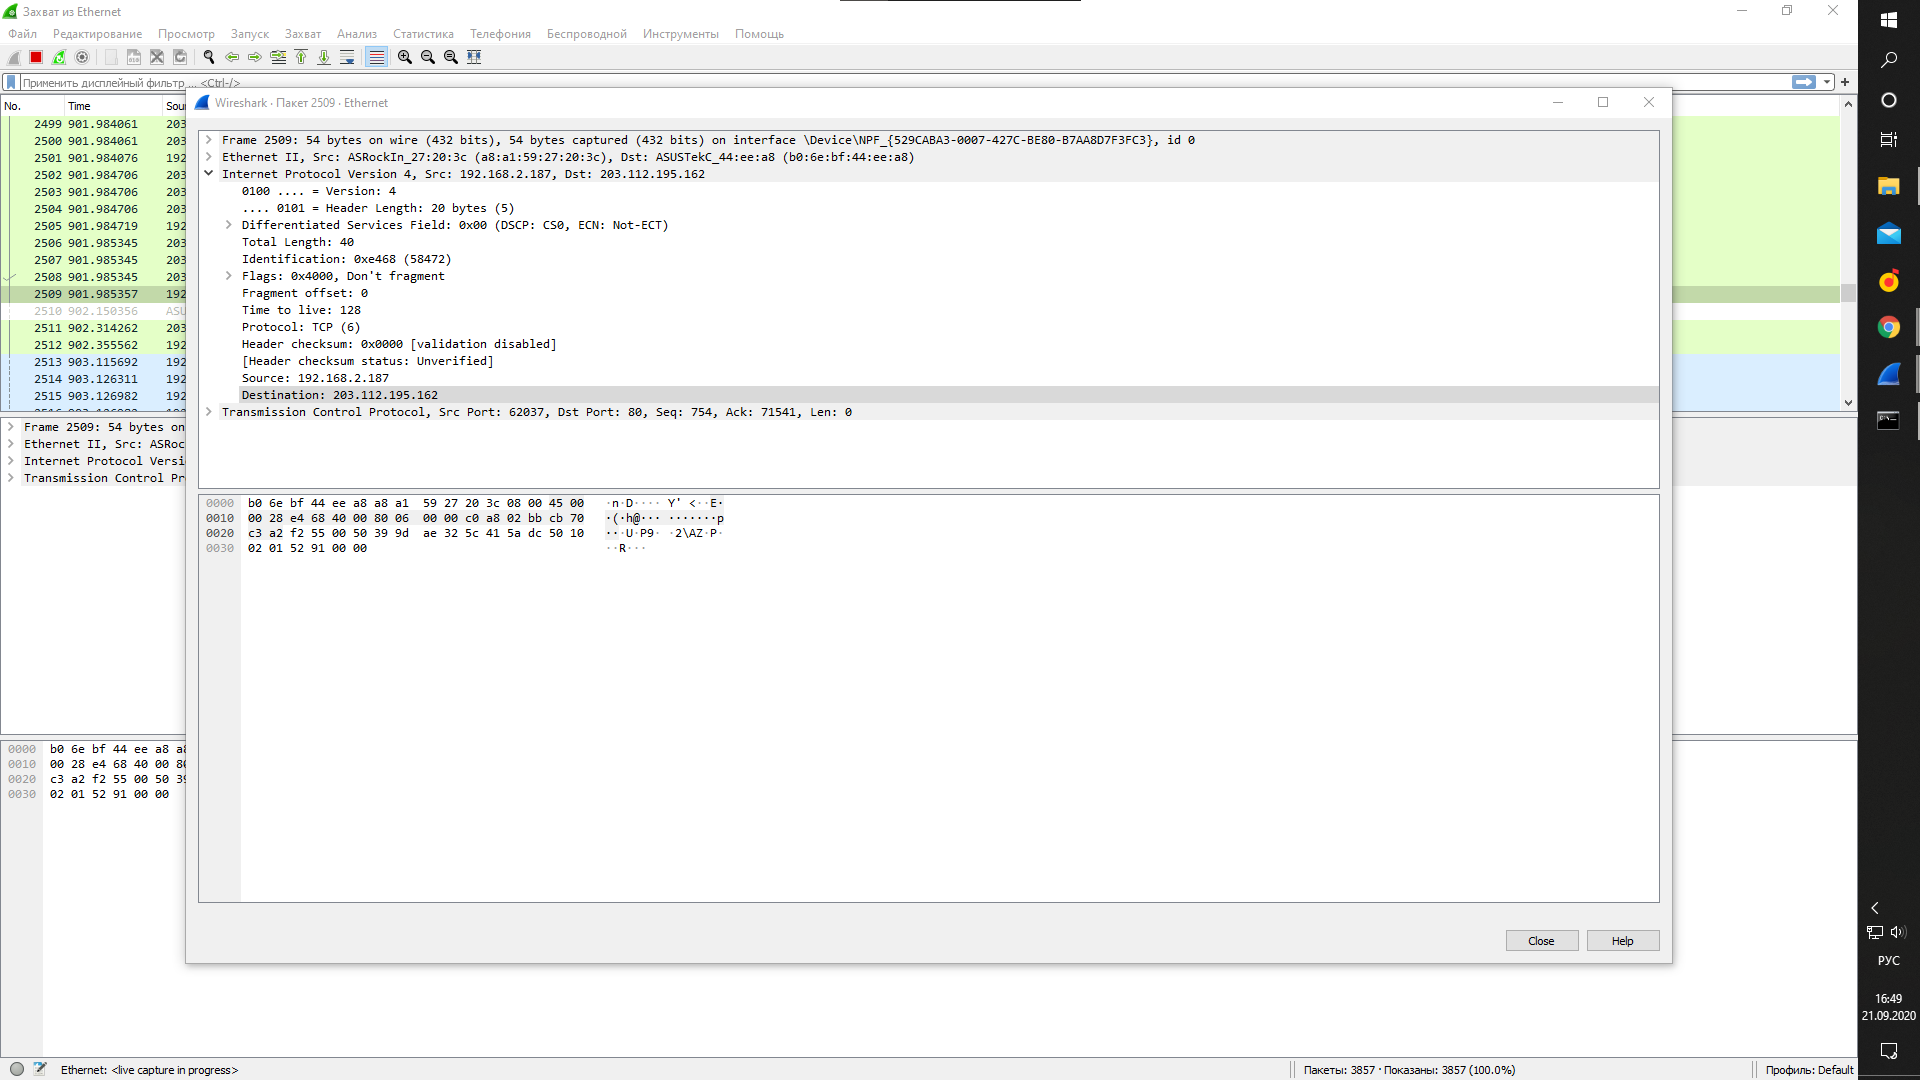 Захват из Ethernet
Файл Редактирование Просмотр Запуск Захват Анализ Статистика Телефония Беспроводной Инструменты Помощь
Применить дисплейный фильтр ... <Ctrl-/>
No. Time Sou
2499 901.984061 203
2500 901.984061 203
2501 901.984076 192
2502 901.984706 203
2503 901.984706 203
2504 901.984706 203
2505 901.984719 192
2506 901.985345 203
2507 901.985345 203
2508 901.985345 203
2509 901.985357 192
2510 902.150356 ASU
2511 902.314262 203
2512 902.355562 192
2513 903.115692 192
2514 903.126311 192
2515 903.126982 192
Frame 2509: 54 bytes on
Ethernet II, Src: ASRoc
Internet Protocol Versi
Transmission Control Pr
0000 b0 6e bf 44 ee a8 a8
0010 00 28 e4 68 40 00 80
0020 c3 a2 f2 55 00 50 39
0030 02 01 52 91 00 00
Wireshark · Пакет 2509 · Ethernet
Frame 2509: 54 bytes on wire (432 bits), 54 bytes captured (432 bits) on interface \Device\NPF_{529CABA3-0007-427C-BE80-B7AA8D7F3FC3}, id 0
Ethernet II, Src: ASRockIn_27:20:3c (a8:a1:59:27:20:3c), Dst: ASUSTekC_44:ee:a8 (b0:6e:bf:44:ee:a8)
Internet Protocol Version 4, Src: 192.168.2.187, Dst: 203.112.195.162
0100 .... = Version: 4
.... 0101 = Header Length: 20 bytes (5)
Differentiated Services Field: 0x00 (DSCP: CS0, ECN: Not-ECT)
Total Length: 40
Identification: 0xe468 (58472)
Flags: 0x4000, Don't fragment
Fragment offset: 0
Time to live: 128
Protocol: TCP (6)
Header checksum: 0x0000 [validation disabled]
[Header checksum status: Unverified]
Source: 192.168.2.187
Destination: 203.112.195.162
Transmission Control Protocol, Src Port: 62037, Dst Port: 80, Seq: 754, Ack: 71541, Len: 0
0000 b0 6e bf 44 ee a8 a8 a1 59 27 20 3c 08 00 45 00 ·n·D···· Y' <··E·
0010 00 28 e4 68 40 00 80 06 00 00 c0 a8 02 bb cb 70 ·(·h@··· ·······p
0020 c3 a2 f2 55 00 50 39 9d ae 32 5c 41 5a dc 50 10 ···U·P9· ·2\AZ·P·
0030 02 01 52 91 00 00 ··R···
Close Help
Ethernet: <live capture in progress>
Пакеты: 3857 · Показаны: 3857 (100.0%)
Профиль: Default
РУС
16:49
21.09.2020